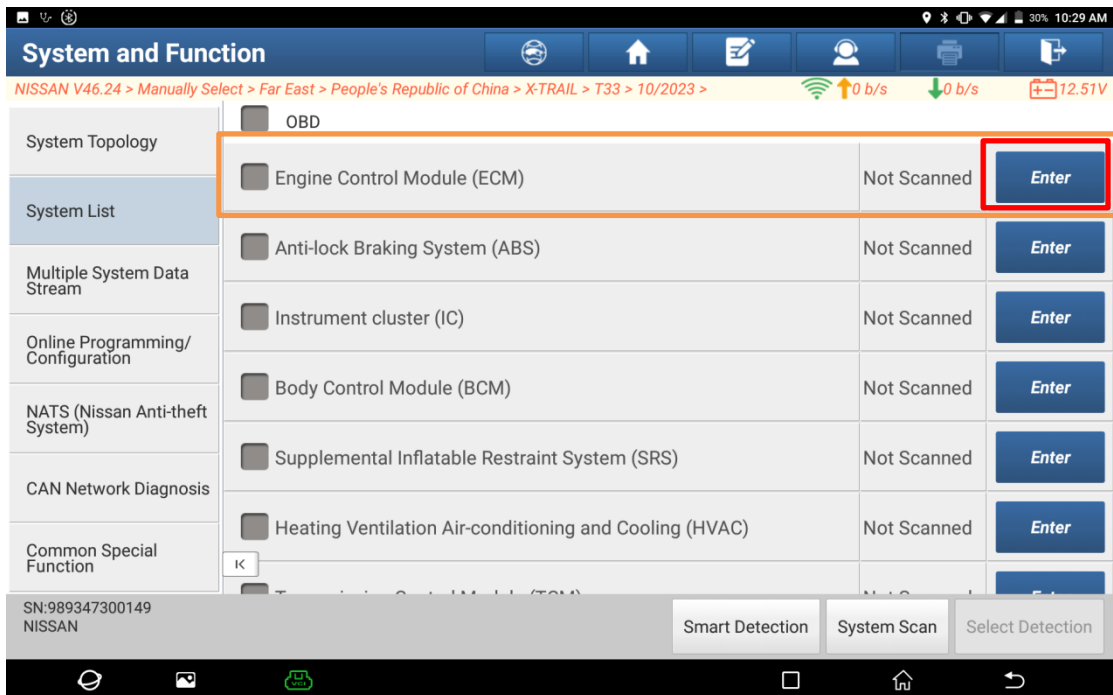 30% 10:29 AM
System and Function
NISSAN V46.24 > Manually Select > Far East > People's Republic of China > X-TRAIL > T33 > 10/2023 >
0 b/s
0 b/s
12.51V
System Topology
System List
Multiple System Data
Stream
Online Programming/
Configuration
NATS (Nissan Anti-theft
System)
CAN Network Diagnosis
Common Special
Function
OBD
Engine Control Module (ECM) Not Scanned Enter
Anti-lock Braking System (ABS) Not Scanned Enter
Instrument cluster (IC) Not Scanned Enter
Body Control Module (BCM) Not Scanned Enter
Supplemental Inflatable Restraint System (SRS) Not Scanned Enter
Heating Ventilation Air-conditioning and Cooling (HVAC) Not Scanned Enter
SN:989347300149
NISSAN
Smart Detection
System Scan
Select Detection
VCI